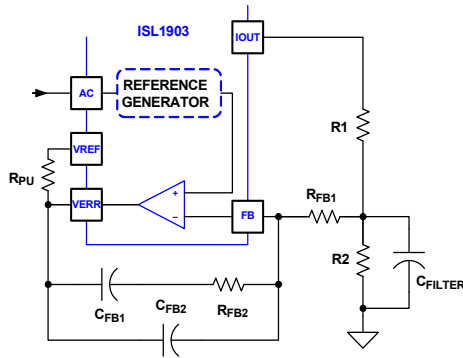 ISL1903
IOUT
AC
REFERENCE
GENERATOR
R1
VREF
RPU
VERR
+
−
FB
RFB1
R2
CFILTER
CFB1
RFB2
CFB2